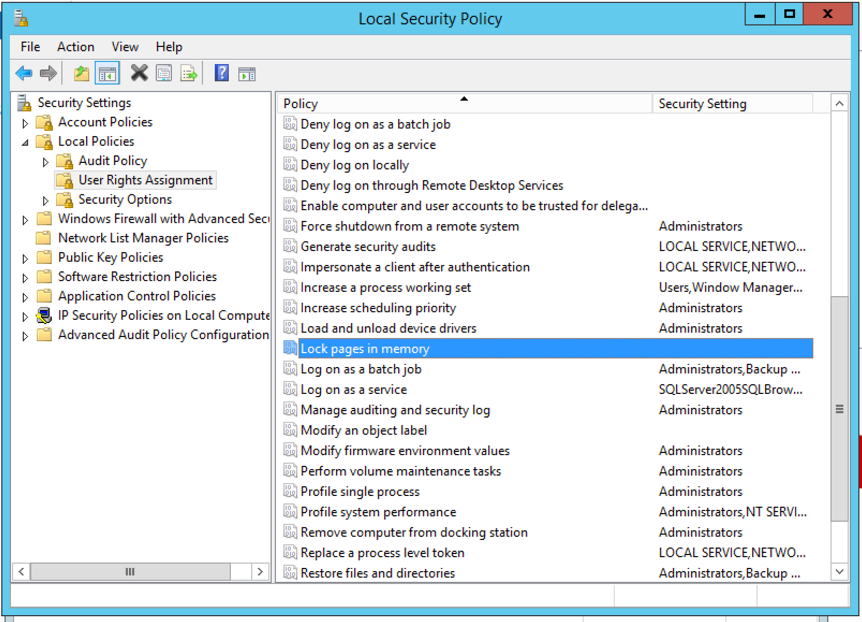 Local Security Policy
File Action View Help
Security Settings
Account Policies
Local Policies
Audit Policy
User Rights Assignment
Security Options
Windows Firewall with Advanced Secu
Network List Manager Policies
Public Key Policies
Software Restriction Policies
Application Control Policies
IP Security Policies on Local Compute
Advanced Audit Policy Configuration
Policy Security Setting
Deny log on as a batch job
Deny log on as a service
Deny log on locally
Deny log on through Remote Desktop Services
Enable computer and user accounts to be trusted for delega...
Force shutdown from a remote system Administrators
Generate security audits LOCAL SERVICE,NETWO...
Impersonate a client after authentication LOCAL SERVICE,NETWO...
Increase a process working set Users,Window Manager...
Increase scheduling priority Administrators
Load and unload device drivers Administrators
Lock pages in memory
Log on as a batch job Administrators,Backup ...
Log on as a service SQLServer2005SQLBrow...
Manage auditing and security log Administrators
Modify an object label
Modify firmware environment values Administrators
Perform volume maintenance tasks Administrators
Profile single process Administrators
Profile system performance Administrators,NT SERVI...
Remove computer from docking station Administrators
Replace a process level token LOCAL SERVICE,NETWO...
Restore files and directories Administrators,Backup ...